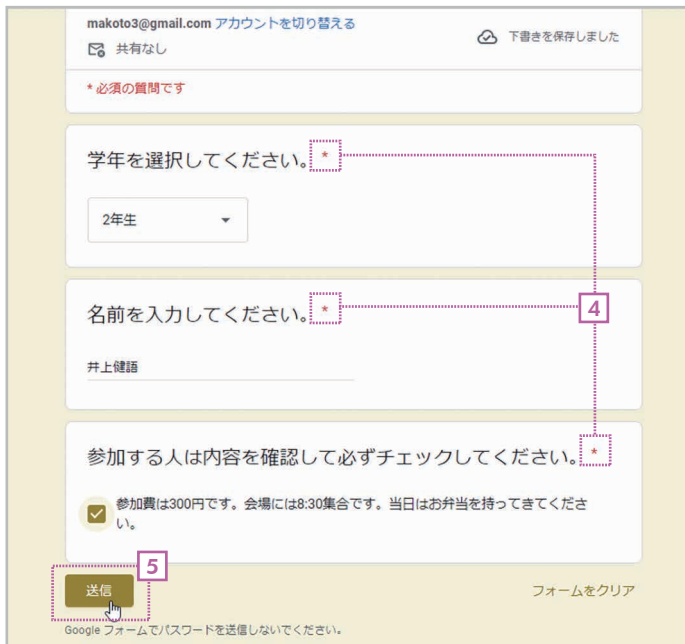 makoto3@gmail.com アカウントを切り替える
共有なし
下書きを保存しました
* 必須の質問です
学年を選択してください。 *
2年生
4
名前を入力してください。 *
井上健語
参加する人は内容を確認して必ずチェックしてください。 *
参加費は300円です。会場には8:30集合です。当日はお弁当を持ってきてくださ
い。
5
送信
フォームをクリア
Google フォームでパスワードを送信しないでください。